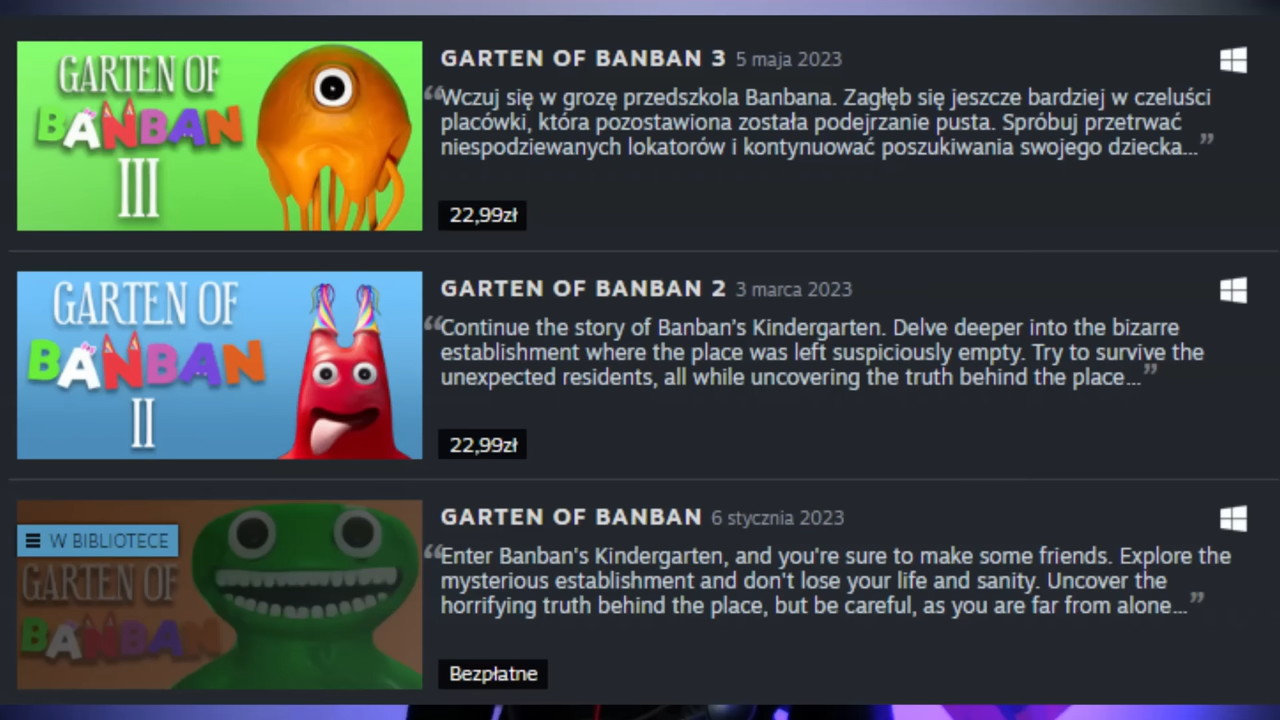 GARTEN OF
BANBAN
III
GARTEN OF BANBAN 3 5 maja 2023
“Wczuj się w grozę przedszkola Banbana. Zagłęb się jeszcze bardziej w czeluści
placówki, która pozostawiona została podejrzanie pusta. Spróbuj przetrwać
niespodziewanych lokatorów i kontynuować poszukiwania swojego dziecka...”
22,99zł
GARTEN OF
BANBAN
II
GARTEN OF BANBAN 2 3 marca 2023
“Continue the story of Banban’s Kindergarten. Delve deeper into the bizarre
establishment where the place was left suspiciously empty. Try to survive the
unexpected residents, all while uncovering the truth behind the place...”
22,99zł
W BIBLIOTECE
GARTEN OF
BANBAN
GARTEN OF BANBAN 6 stycznia 2023
“Enter Banban's Kindergarten, and you're sure to make some friends. Explore the
mysterious establishment and don't lose your life and sanity. Uncover the
horrifying truth behind the place, but be careful, as you are far from alone...”
Bezpłatne